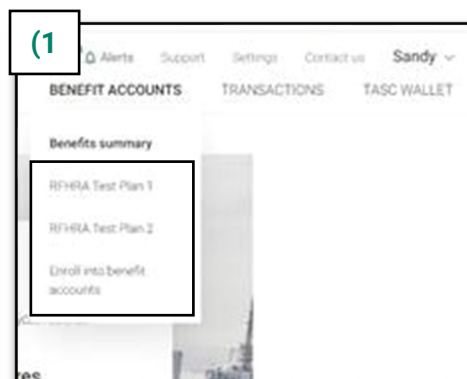 (1
Alerts Support Settings Contact us Sandy
BENEFIT ACCOUNTS TRANSACTIONS TASC WALLET
Benefits summary
RFHRA Test Plan 1
RFHRA Test Plan 2
Enroll into benefit
accounts
res